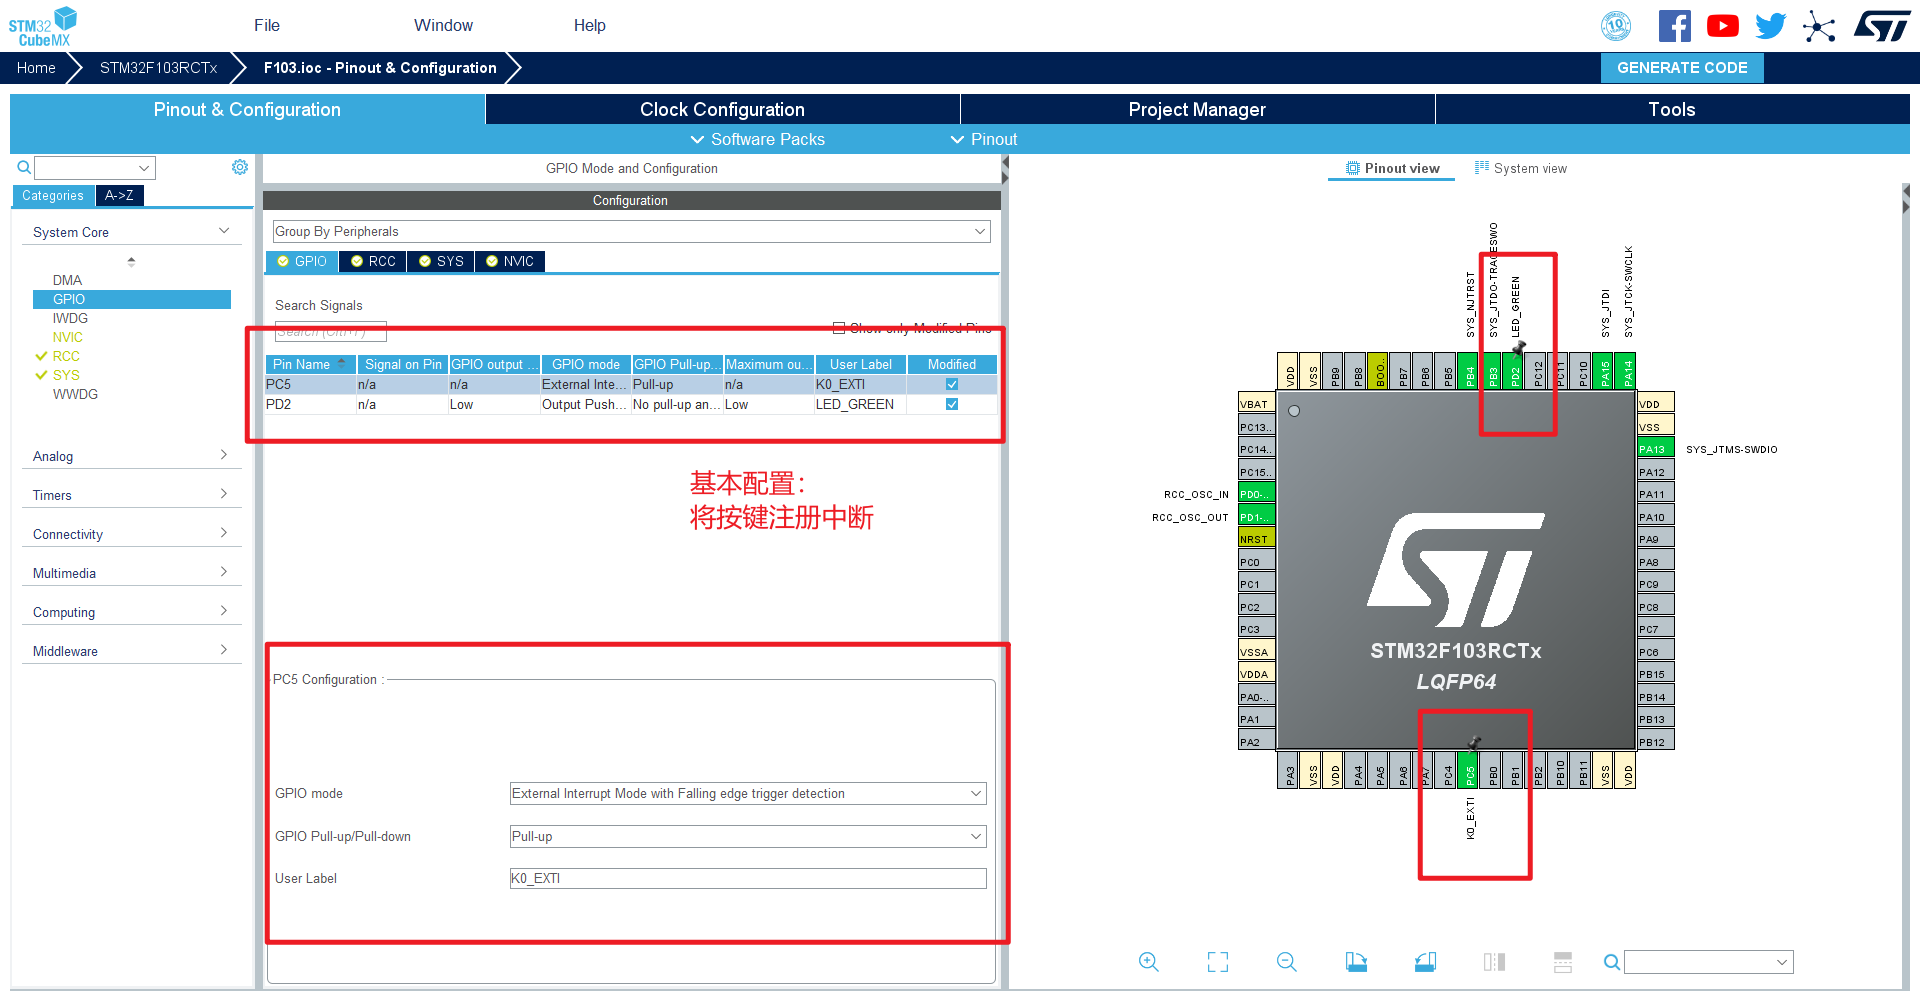 STM32
CubeMX
File
Window
Help
10
Home
STM32F103RCTx
F103.ioc - Pinout & Configuration
GENERATE CODE
Pinout & Configuration
Clock Configuration
Project Manager
Tools
Software Packs
Pinout
Categories
A->Z
System Core
DMA
GPIO
IWDG
NVIC
RCC
SYS
WWDG
Analog
Timers
Connectivity
Multimedia
Computing
Middleware
GPIO Mode and Configuration
Configuration
Group By Peripherals
GPIO
RCC
SYS
NVIC
Search Signals
Search (Ctrl+F)
Show only Modified Pins
Pin Name Signal on Pin GPIO output ... GPIO mode GPIO Pull-up... Maximum ou... User Label Modified
PC5 n/a n/a External Inte... Pull-up n/a K0_EXTI
PD2 n/a Low Output Push... No pull-up an... Low LED_GREEN
基本配置：
将按键注册中断
PC5 Configuration :
GPIO mode
External Interrupt Mode with Falling edge trigger detection
GPIO Pull-up/Pull-down
Pull-up
User Label
K0_EXTI
Pinout view
System view
SYS_NJTRST
SYS_JTDO-TRACESWO
LED_GREEN
SYS_JTDI
SYS_JTCK-SWCLK
VDD
VSS
PB9
PB8
BOO..
PB7
PB6
PB5
PB4
PB3
PD2
PC12
PC11
PC10
PA15
PA14
VBAT
PC13..
PC14..
PC15..
RCC_OSC_IN
PD0-..
RCC_OSC_OUT
PD1-..
NRST
PC0
PC1
PC2
PC3
VSSA
VDDA
PA0-..
PA1
PA2
VDD
VSS
PA13
SYS_JTMS-SWDIO
PA12
PA11
PA10
PA9
PA8
PC9
PC8
PC7
PC6
PB15
PB14
PB13
PB12
STM32F103RCTx
LQFP64
PA3
VSS
VDD
PA4
PA5
PA6
PA7
PC4
PC5
PB0
PB1
PB2
PB10
PB11
VSS
VDD
K0_EXTI